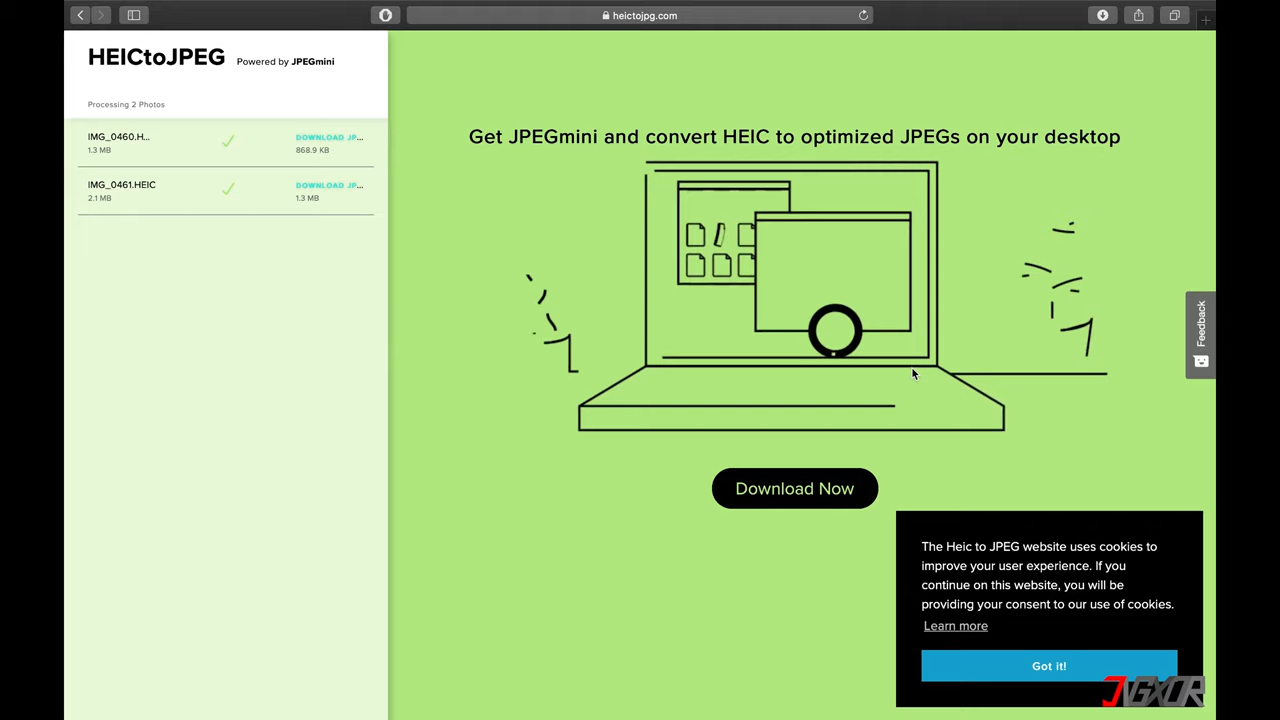 heictojpg.com
HEICtoJPEG Powered by JPEGmini
Processing 2 Photos
IMG_0460.H... DOWNLOAD JP...
1.3 MB 868.9 KB
IMG_0461.HEIC DOWNLOAD JP...
2.1 MB 1.3 MB
Get JPEGmini and convert HEIC to optimized JPEGs on your desktop
Download Now
Feedback
The Heic to JPEG website uses cookies to
improve your user experience. If you
continue on this website, you will be
providing your consent to our use of cookies.
Learn more
Got it!